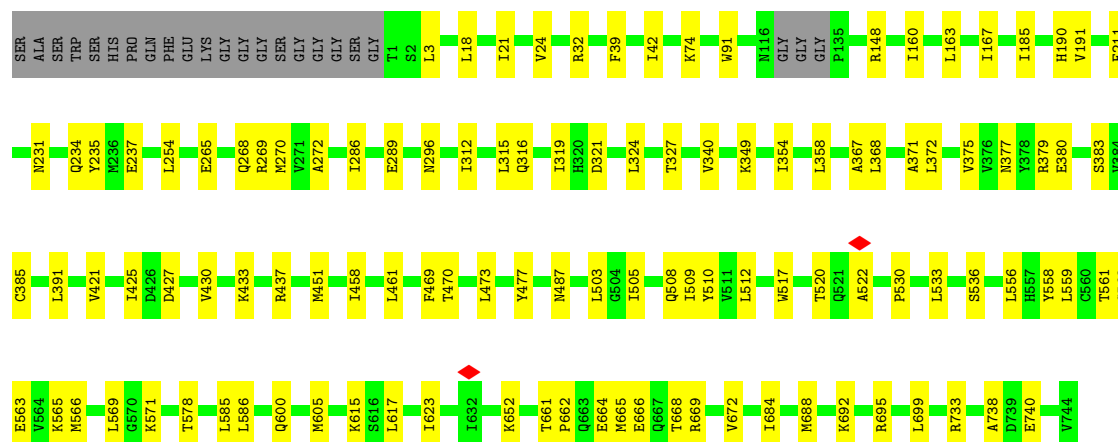 SER ALA SER TRP SER HIS PRO GLN PHE GLU LYS GLY GLY GLY SER GLY GLY GLY SER GLY T1 S2 L3 L18 I21 V24 R32 F39 I42 K74 W91 N116 GLY GLY GLY P135 R148 I160 L163 I167 I185 H190 V191
N231 Q234 Y235 M236 E237 L254 E265 Q268 R269 M270 V271 A272 I286 E289 N296 I312 L315 Q316 I319 H320 D321 L324 T327 V340 K349 I354 L358 A367 L368 A371 L372 V375 V376 N377 Y378 R379 E380 S383
C385 L391 V421 I425 D426 D427 V430 K433 R437 M451 I458 L461 F469 T470 L473 Y477 N487 L503 G504 I505 Q508 I509 Y510 V511 L512 W517 T520 Q521 A522 P530 L533 S536 L556 H557 Y558 L559 C560 T561
E563 V564 K565 M566 L569 G570 K571 T578 L585 L586 Q600 M605 K615 S616 L617 I623 I632 K652 T661 P662 Q663 E664 M665 E666 Q667 T668 R669 V672 I684 M688 K692 R695 L699 R733 A738 D739 E740 V744